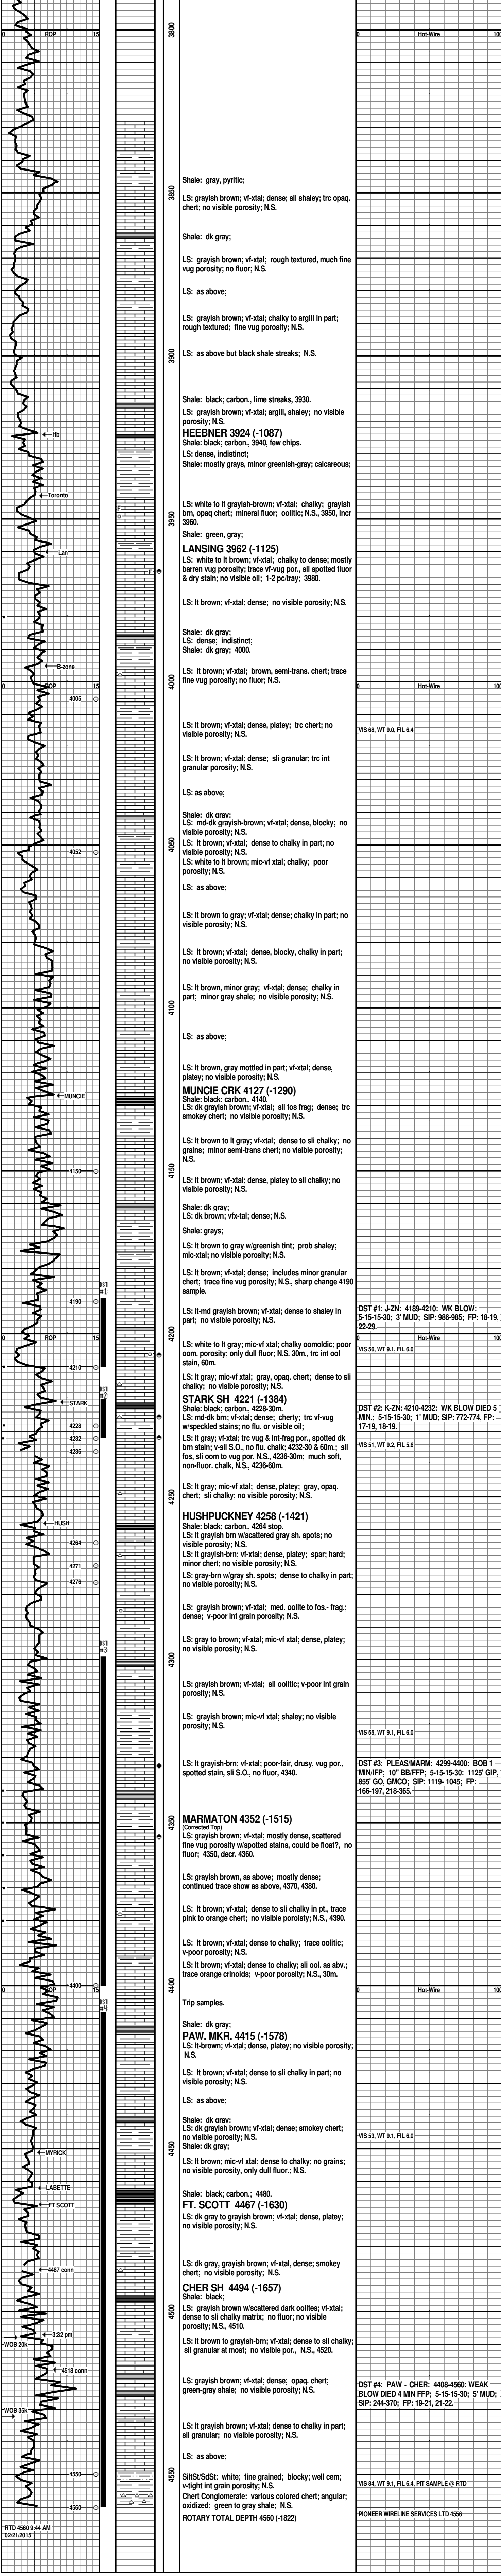 0 ROP 15
3800
0 Hot-Wire 100
Shale: gray, pyritic;
3850
LS: grayish brown; vf-xtal; dense; sli shaley; trc opaq.
chert; no visible porosity; N.S.
Shale: dk gray;
LS: grayish brown; vf-xtal; rough textured, much fine
vug porosity; no fluor; N.S.
LS: as above;
LS: grayish brown; vf-xtal; chalky to argill in part;
rough textured; fine vug porosity; N.S.
3900
LS: as above but black shale streaks; N.S.
Shale: black; carbon., lime streaks, 3930.
LS: grayish brown; vf-xtal; argill, shaley; no visible
porosity; N.S.
Hb
HEEBNER 3924 (-1087)
Shale: black; carbon., 3940, few chips.
LS: dense, indistinct;
Shale: mostly grays, minor greenish-gray; calcareous;
Toronto
3950
LS: white to lt grayish-brown; vf-xtal; chalky; grayish
brn, opaq chert; mineral fluor; oolitic; N.S., 3950, incr
3960.
Shale: green, gray;
Lan
LANSING 3962 (-1125)
LS: white to lt brown; vf-xtal; chalky to dense; mostly
barren vug porosity; trace vf-vug por., sli spotted fluor
& dry stain; no visible oil; 1-2 pc/tray; 3980.
LS: lt brown; vf-xtal; dense; no visible porosity; N.S.
Shale: dk gray;
LS: dense; indistinct;
Shale: dk gray; 4000.
B-zone
LS: lt brown; vf-xtal; brown, semi-trans. chert; trace
fine vug porosity; no fluor; N.S.
4000
0 ROP 15
0 Hot-Wire 100
4005
LS: lt brown; vf-xtal; dense, platey; trc chert; no
visible porosity; N.S.
VIS 68, WT 9.0, FIL 6.4
LS: lt brown; vf-xtal; dense; sli granular; trc int
granular porosity; N.S.
LS: as above;
Shale: dk gray;
LS: md-dk grayish-brown; vf-xtal; dense, blocky; no
visible porosity; N.S.
4050
4052
LS: lt brown; vf-xtal; dense to chalky in part; no
visible porosity; N.S.
LS: white to lt brown; mic-vf xtal; chalky; poor
porosity; N.S.
LS: as above;
LS: lt brown to gray; vf-xtal; dense; chalky in part; no
visible porosity; N.S.
LS: lt brown; vf-xtal; dense, blocky, chalky in part;
no visible porosity; N.S.
LS: lt brown, minor gray; vf-xtal; dense; chalky in
part; minor gray shale; no visible porosity; N.S.
4100
LS: as above;
LS: lt brown, gray mottled in part; vf-xtal; dense,
platey; no visible porosity; N.S.
MUNCIE
MUNCIE CRK 4127 (-1290)
Shale: black; carbon.. 4140.
LS: dk grayish brown; vf-xtal; sli fos frag; dense; trc
smokey chert; no visible porosity; N.S.
LS: lt brown to lt gray; vf-xtal; dense to sli chalky; no
grains; minor semi-trans chert; no visible porosity;
N.S.
4150
4150
LS: lt brown; vf-xtal; dense, platey to sli chalky; no
visible porosity; N.S.
Shale: dk gray;
LS: dk brown; vfx-tal; dense; N.S.
Shale: grays;
LS: lt brown to gray w/greenish tint; prob shaley;
mic-xtal; no visible porosity; N.S.
LS: lt brown; vf-xtal; dense; includes minor granular
chert; trace fine vug porosity; N.S., sharp change 4190
sample.
DST
#1
4190
LS: lt-md grayish brown; vf-xtal; dense to shaley in
part; no visible porosity; N.S.
DST #1: J-ZN: 4189-4210: WK BLOW:
5-15-15-30; 3' MUD; SIP: 986-985; FP: 18-19,
22-29.
4200
LS: white to lt gray; mic-vf xtal; chalky oomoldic; poor
oom. porosity; only dull fluor; N.S. 30m., trc int ool
stain, 60m.
VIS 56, WT 9.1, FIL 6.0
4210
LS: lt gray; mic-vf xtal; gray, opaq. chert; dense to sli
chalky; no visible porosity; N.S.
DST
#2
STARK
STARK SH 4221 (-1384)
Shale: black; carbon., 4228-30m.
LS: md-dk brn; vf-xtal; dense; cherty; trc vf-vug
w/speckled stains; no flu. or visible oil;
DST #2: K-ZN: 4210-4232: WK BLOW DIED 5
MIN.; 5-15-15-30; 1' MUD; SIP: 772-774, FP:
17-19, 18-19.
4228
4232
4236
LS: lt gray; vf-xtal; trc vug & int-frag por., spotted dk
brn stain; v-sli S.O., no flu. chalk; 4232-30 & 60m.; sli
fos, sli oom to vug por. N.S., 4236-30m; much soft,
non-fluor. chalk, N.S., 4236-60m.
VIS 51, WT 9.2, FIL 5.6
4250
LS: lt gray; mic-vf xtal; dense, platey; gray, opaq.
chert; sli chalky; no visible porosity; N.S.
HUSH
HUSHPUCKNEY 4258 (-1421)
Shale: black; carbon., 4264 stop.
LS: lt grayish brn w/scattered gray sh. spots; no
visible porosity; N.S.
4264
LS: lt grayish-brn; vf-xtal; dense, platey; spar; hard;
minor chert; no visible porosity; N.S.
4271
LS: gray-brn w/gray sh. spots; dense to chalky in part;
no visible porosity; N.S.
4276
LS: grayish brown; vf-xtal; med. oolite to fos.- frag.;
dense; v-poor int grain porosity; N.S.
DST
#3
LS: gray to brown; vf-xtal; mic-vf xtal; dense, platey;
no visible porosity; N.S.
4300
LS: grayish brown; vf-xtal; sli oolitic; v-poor int grain
porosity; N.S.
LS: grayish brown; mic-vf xtal; shaley; no visible
porosity; N.S.
VIS 55, WT 9.1, FIL 6.0
LS: lt grayish-brn; vf-xtal; poor-fair, drusy, vug por.,
spotted stain, sli S.O., no fluor, 4340.
DST #3: PLEAS/MARM: 4299-4400: BOB 1
MIN/IFP; 10" BB/FFP; 5-15-15-30: 1125' GIP,
855' GO, GMCO; SIP: 1119- 1045; FP:
166-197, 218-365.
4350
MARMATON 4352 (-1515)
(Corrected Top)
LS: grayish brown; vf-xtal; mostly dense, scattered
fine vug porosity w/spotted stains, could be float?, no
fluor; 4350, decr. 4360.
LS: grayish brown, as above; mostly dense;
continued trace show as above, 4370, 4380.
LS: lt brown; vf-xtal; dense to sli chalky in pt., trace
pink to orange chert; no visible poroisty; N.S., 4390.
LS: lt brown; vf-xtal; dense to chalky; trace oolitic;
v-poor porosity; N.S.
LS: lt brown; vf-xtal; dense to chalky; sli ool. as abv.;
trace orange crinoids; v-poor porosity; N.S., 30m.
4400
4400
0 ROP 15
0 Hot-Wire 100
DST
#4
Trip samples.
Shale: dk gray;
PAW. MKR. 4415 (-1578)
LS: lt-brown; vf-xtal; dense, platey; no visible porosity;
N.S.
LS: lt brown; vf-xtal; dense to sli chalky in part; no
visible porosity; N.S.
LS: as above;
Shale: dk gray;
LS: dk grayish brown; vf-xtal; dense; smokey chert;
no visible porosity; N.S.
Shale: dk gray;
4450
VIS 53, WT 9.1, FIL 6.0
MYRICK
LS: lt brown; mic-vf xtal; dense to chalky; no grains;
no visible porosity, only dull fluor.; N.S.
LABETTE
Shale: black; carbon.; 4480.
FT SCOTT
FT. SCOTT 4467 (-1630)
LS: dk gray to grayish brown; vf-xtal; dense, platey;
no visible porosity; N.S.
4487 conn
LS: dk gray, grayish brown; vf-xtal, dense; smokey
chert; no visible porosity; N.S.
CHER SH 4494 (-1657)
Shale: black;
4500
LS: grayish brown w/scattered dark oolites; vf-xtal;
dense to sli chalky matrix; no fluor; no visible
porosity; N.S., 4510.
3:32 pm
WOB 20k
LS: lt brown to grayish-brn; vf-xtal; dense to sli chalky;
sli granular at most; no visible por., N.S., 4520.
4518 conn
LS: grayish brown; vf-xtal; dense; opaq. chert;
green-gray shale; no visible porosity; N.S.
DST #4: PAW - CHER: 4408-4560: WEAK
BLOW DIED 4 MIN FFP; 5-15-15-30; 5' MUD;
SIP: 244-370; FP: 19-21, 21-22.
WOB 35k
LS: lt grayish brown; vf-xtal; dense to chalky in part;
sli granular; no visible porosity; N.S.
LS: as above;
4550
4550
SiltSt/SdSt: white; fine grained; blocky; well cem;
v-tight int grain porosity; N.S.
VIS 84, WT 9.1, FIL 6.4, PIT SAMPLE @ RTD
Chert Conglomerate: various colored chert; angular;
oxidized; green to gray shale; N.S.
4560
ROTARY TOTAL DEPTH 4560 (-1822)
PIONEER WIRELINE SERVICES LTD 4556
RTD 4560 9:44 AM
02/21/2015